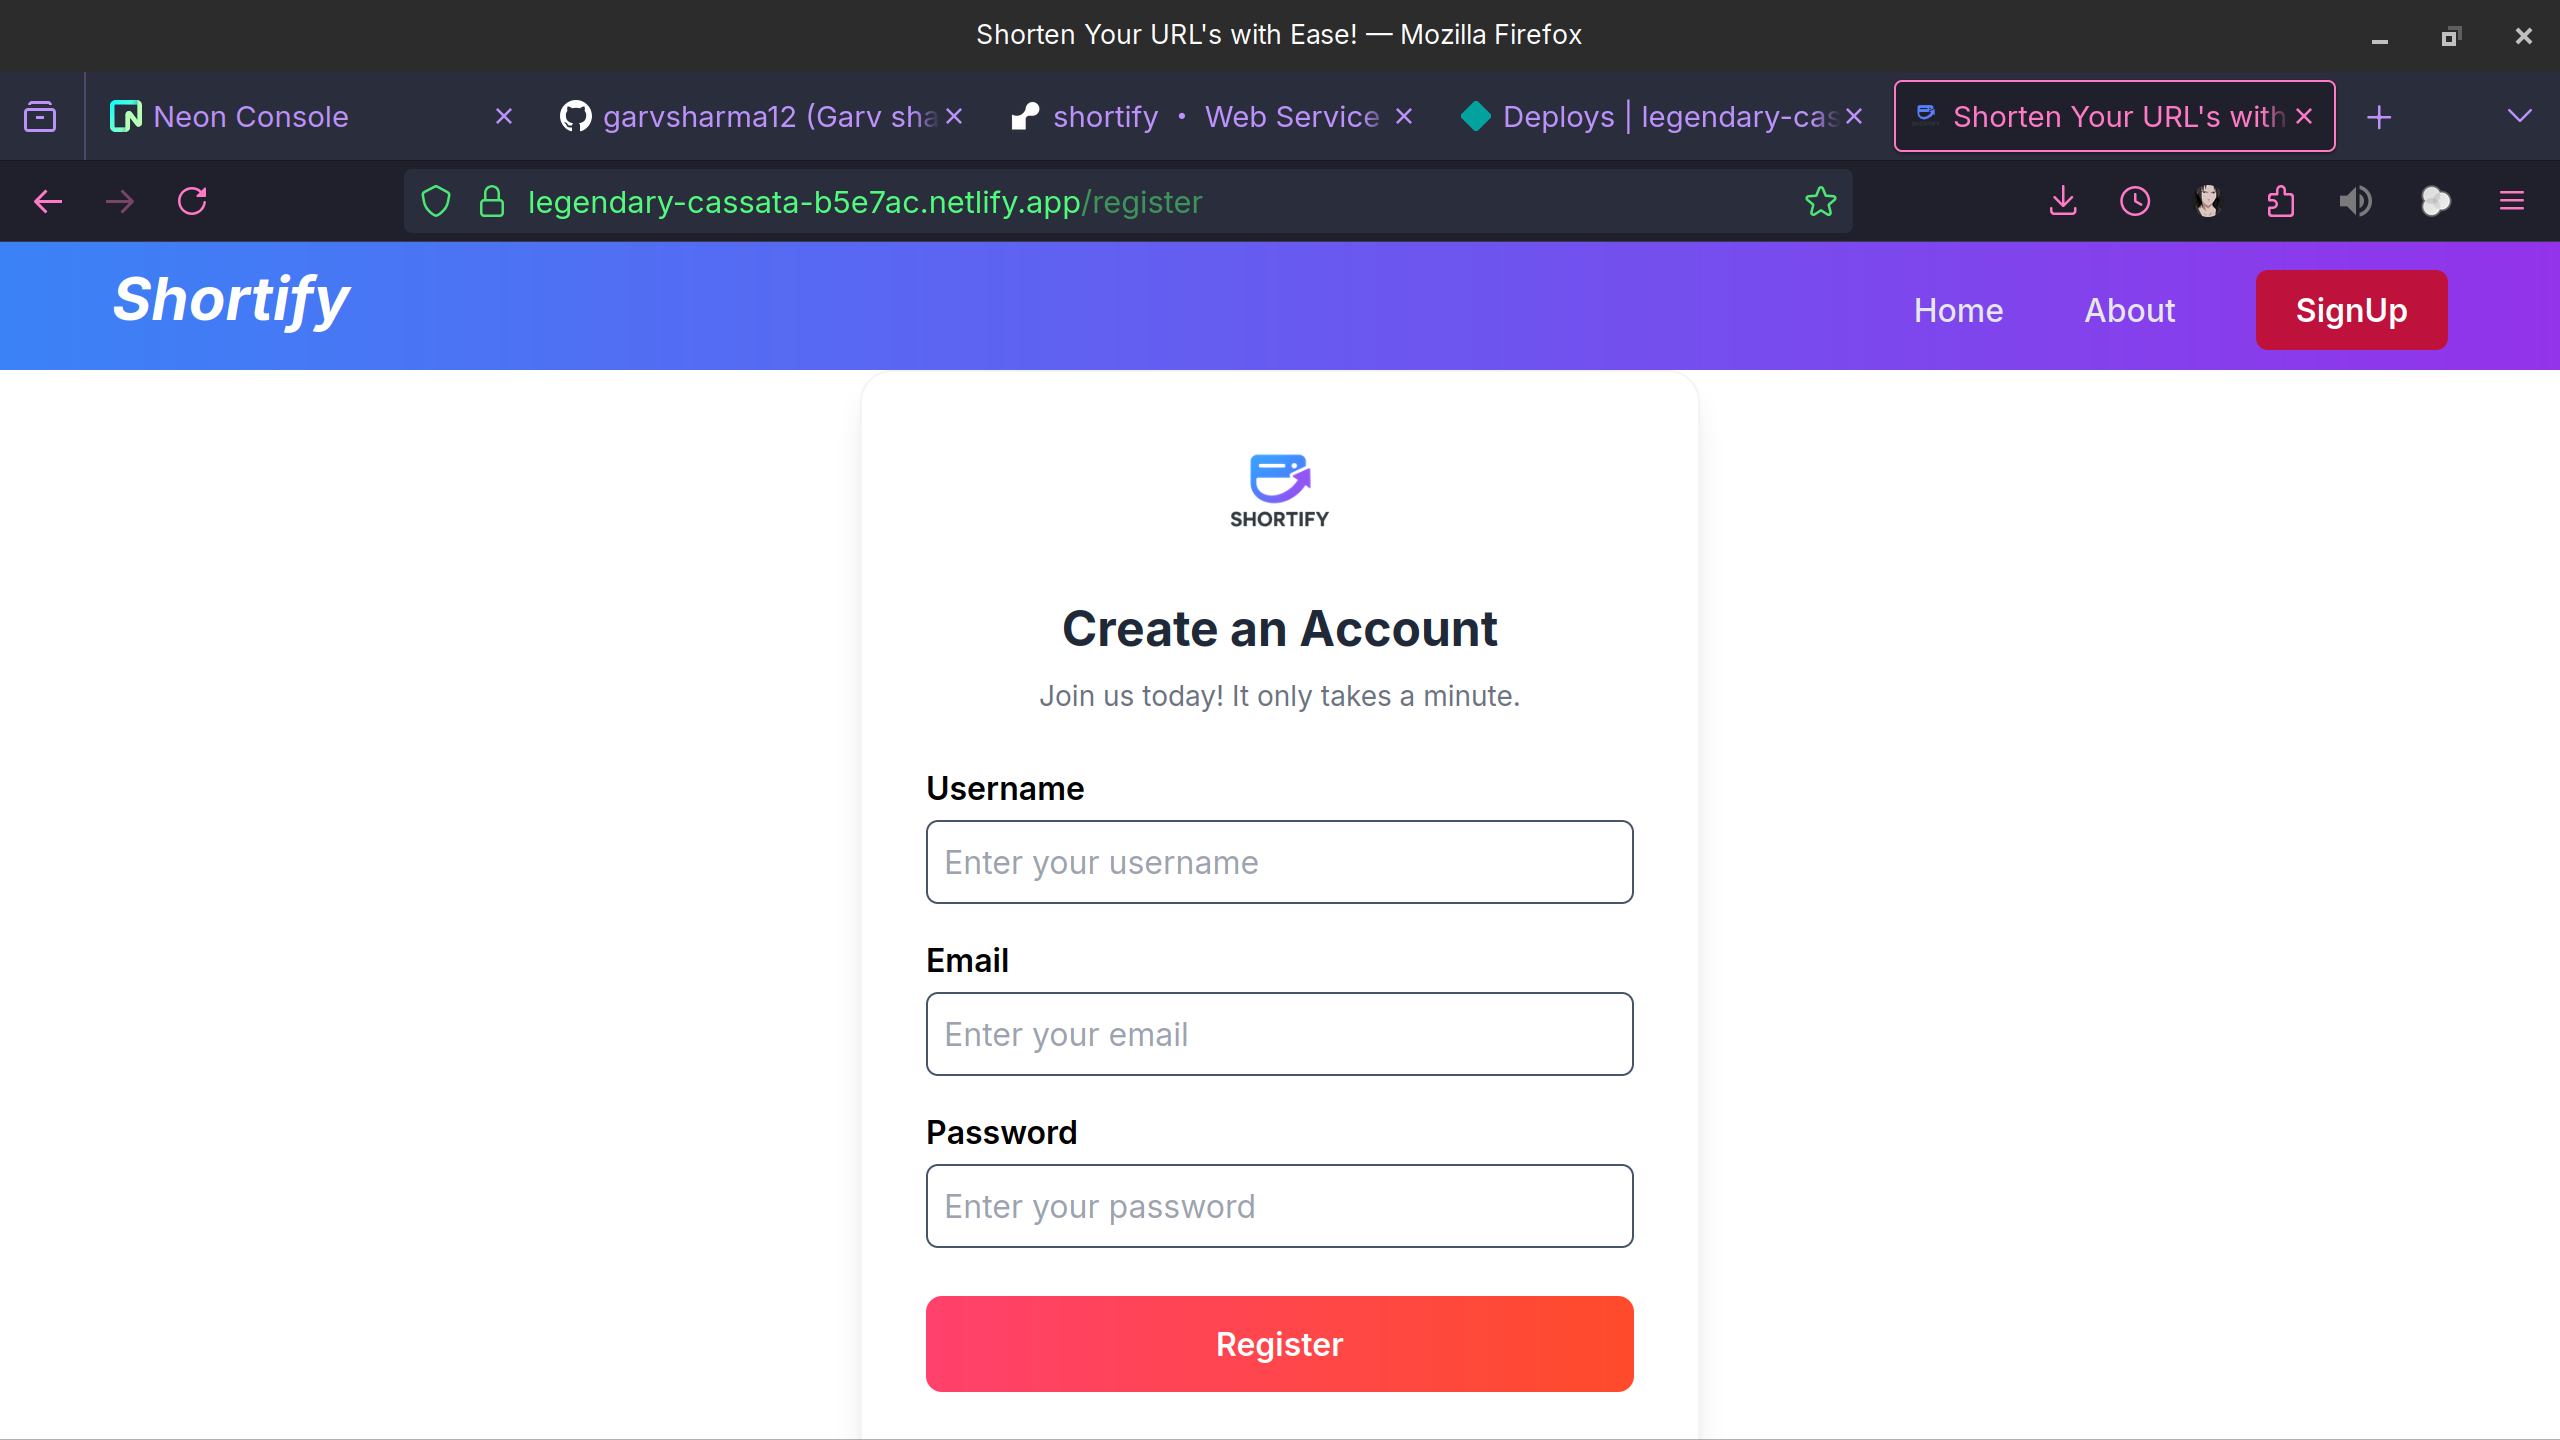 Shorten Your URL's with Ease! — Mozilla Firefox
Neon Console
garvsharma12 (Garv sha
shortify • Web Service
Deploys | legendary-cas
Shorten Your URL's with
legendary-cassata-b5e7ac.netlify.app/register
Shortify
Home
About
SignUp
SHORTIFY
Create an Account
Join us today! It only takes a minute.
Username
Enter your username
Email
Enter your email
Password
Enter your password
Register